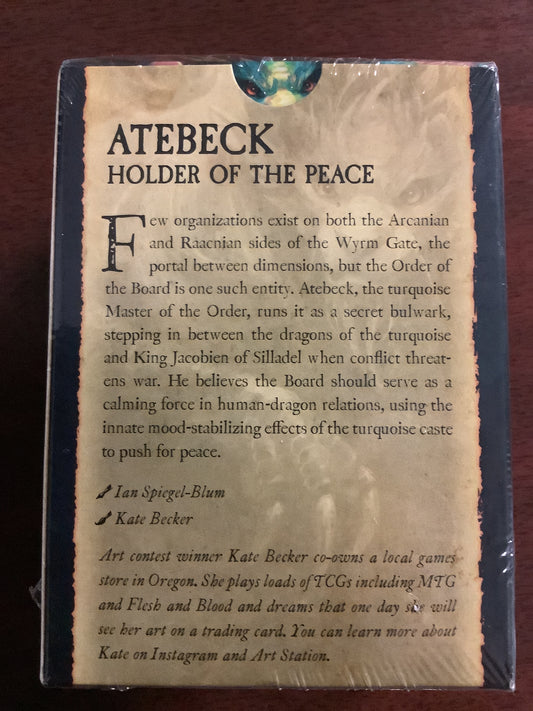 ATEBECK
HOLDER OF THE PEACE
Few organizations exist on both the Arcanian
and Raacnian sides of the Wyrm Gate, the
portal between dimensions, but the Order of
the Board is one such entity. Atebeck, the turquoise
Master of the Order, runs it as a secret bulwark,
stepping in between the dragons of the turquoise
and King Jacobien of Silladel when conflict threat-
ens war. He believes the Board should serve as a
calming force in human-dragon relations, using the
innate mood-stabilizing effects of the turquoise caste
to push for peace.
Ian Spiegel-Blum
Kate Becker
Art contest winner Kate Becker co-owns a local games
store in Oregon. She plays loads of TCGs including MTG
and Flesh and Blood and dreams that one day she will
see her art on a trading card. You can learn more about
Kate on Instagram and Art Station.